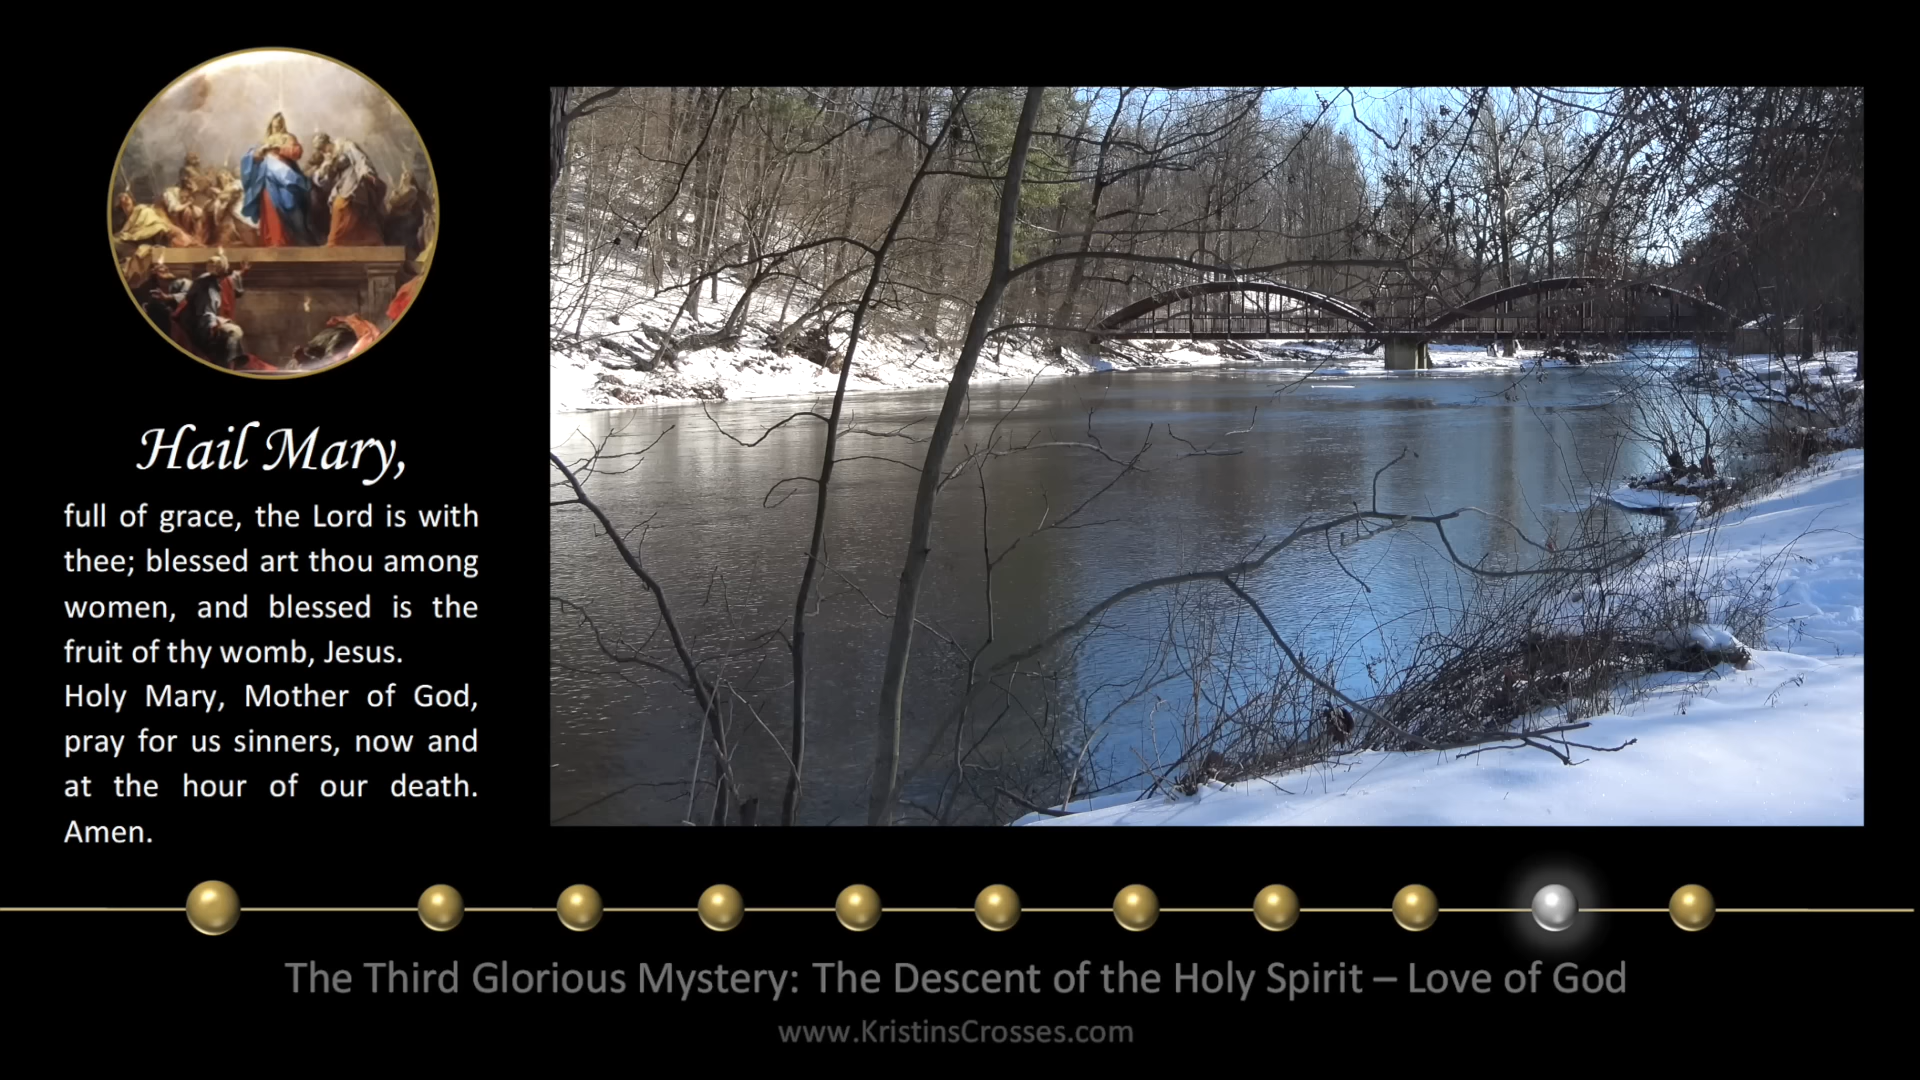 Hail Mary,
full of grace, the Lord is with
thee; blessed art thou among
women, and blessed is the
fruit of thy womb, Jesus.
Holy Mary, Mother of God,
pray for us sinners, now and
at the hour of our death.
Amen.
The Third Glorious Mystery: The Descent of the Holy Spirit – Love of God
www.KristinsCrosses.com